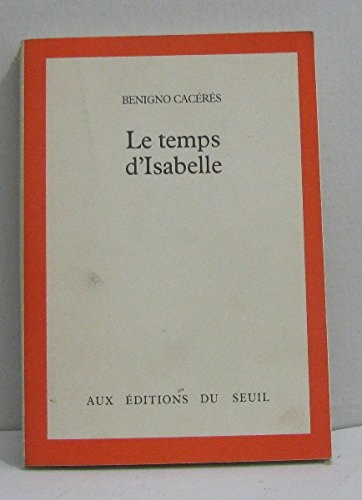 BENIGNO CACÉRÈS
Le temps
d'Isabelle
AUX ÉDITIONS DU SEUIL